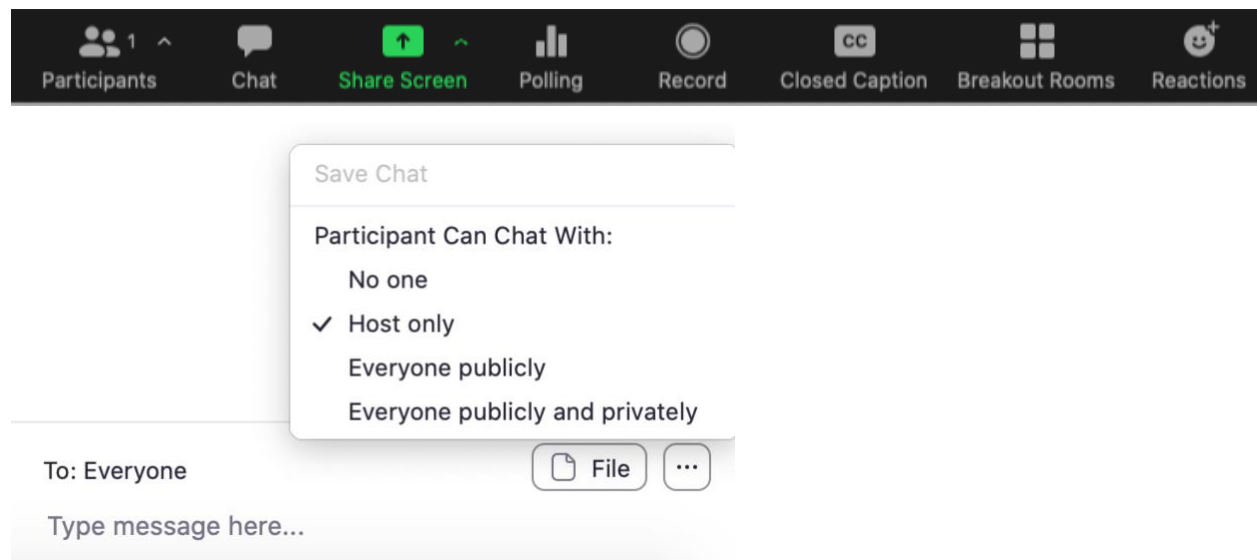 1
Participants Chat Share Screen Polling Record Closed Caption Breakout Rooms Reactions
CC
Save Chat
Participant Can Chat With:
No one
Host only
Everyone publicly
Everyone publicly and privately
To: Everyone File ...
Type message here...